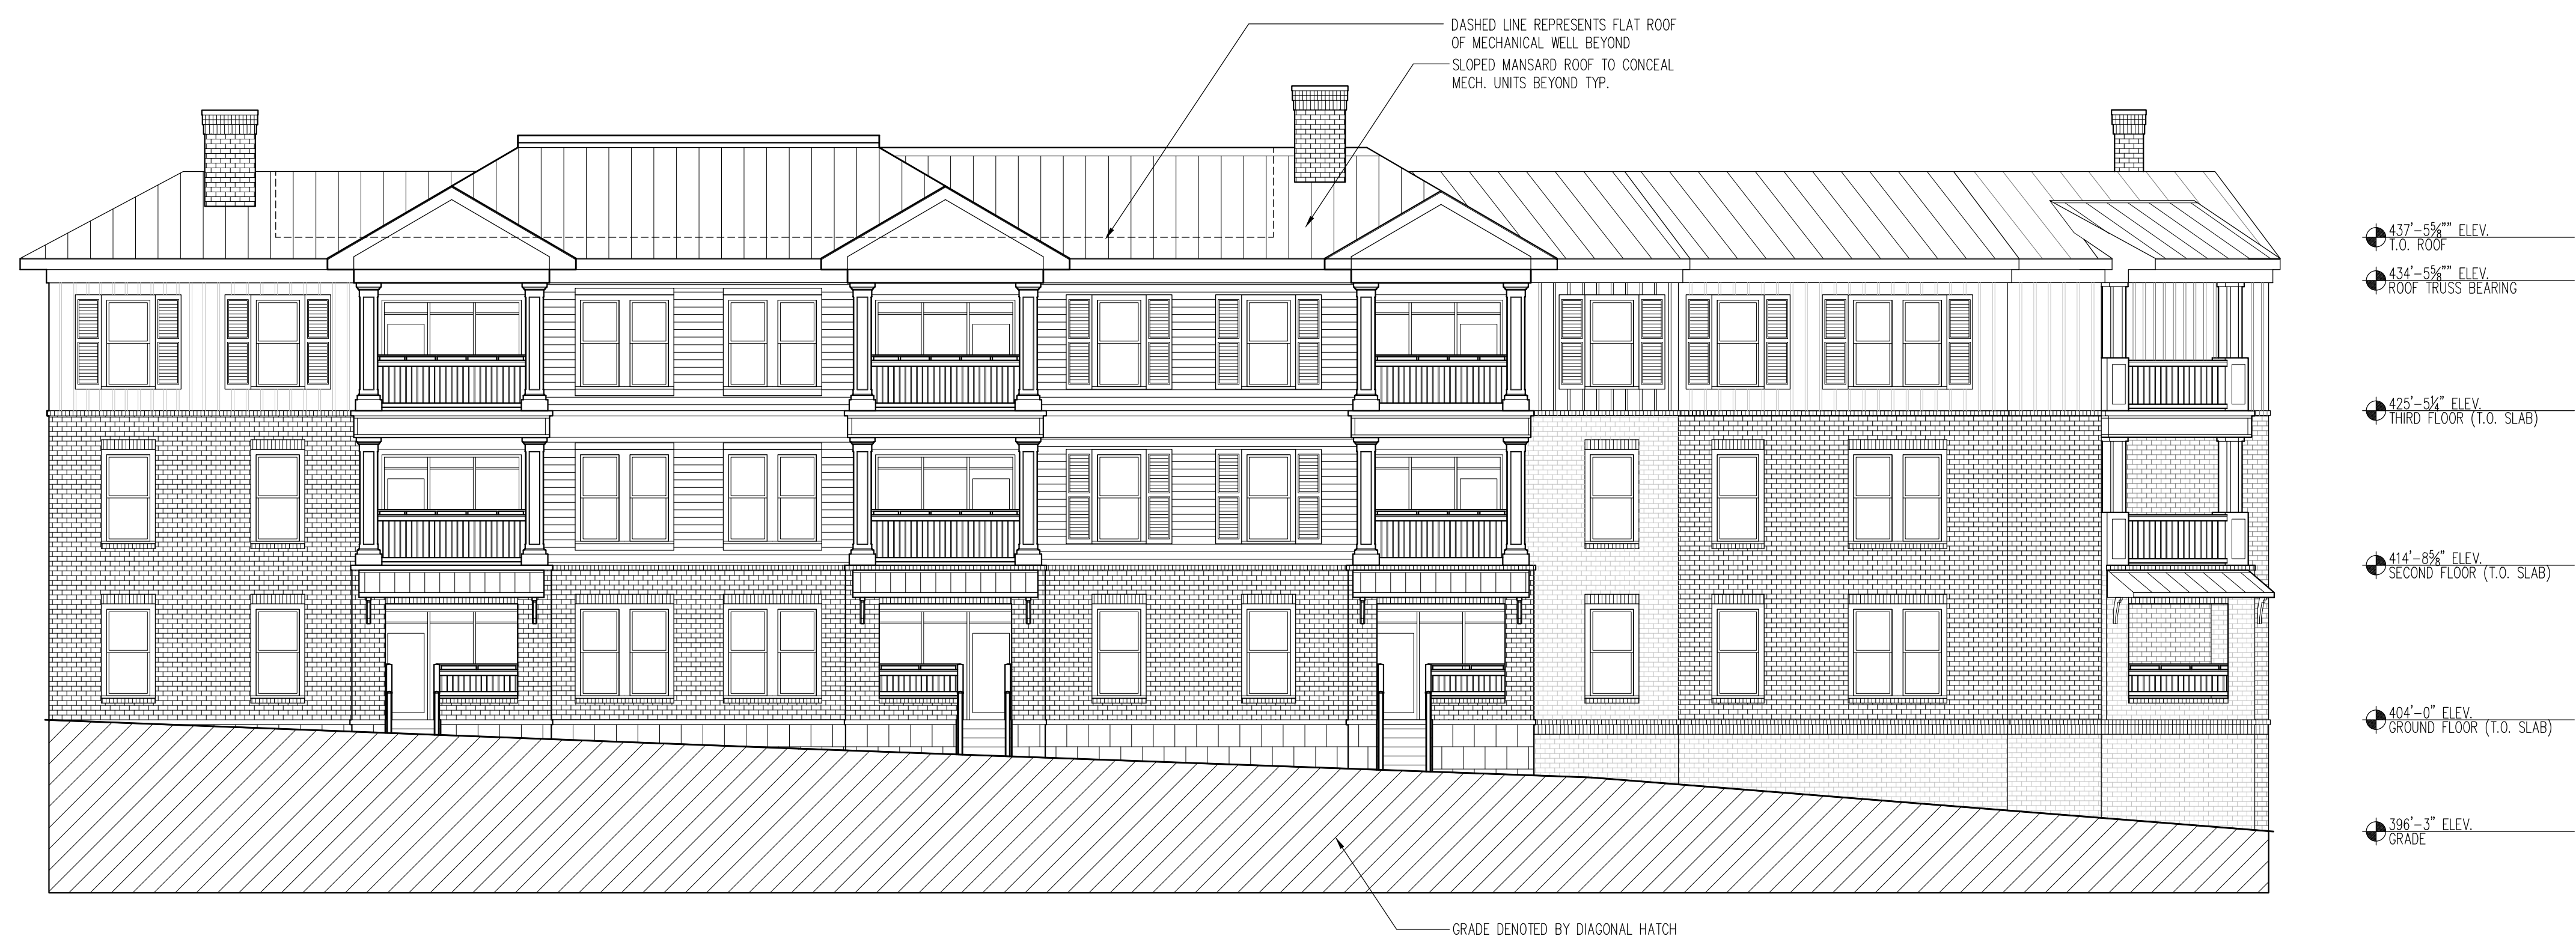 DASHED LINE REPRESENTS FLAT ROOF
OF MECHANICAL WELL BEYOND
SLOPED MANSARD ROOF TO CONCEAL
MECH. UNITS BEYOND TYP.
437'-5⅝"" ELEV.
T.O. ROOF
434'-5⅝"" ELEV.
ROOF TRUSS BEARING
425'-5¼" ELEV.
THIRD FLOOR (T.O. SLAB)
414'-8⅝" ELEV.
SECOND FLOOR (T.O. SLAB)
404'-0" ELEV.
GROUND FLOOR (T.O. SLAB)
396'-3" ELEV.
GRADE
GRADE DENOTED BY DIAGONAL HATCH